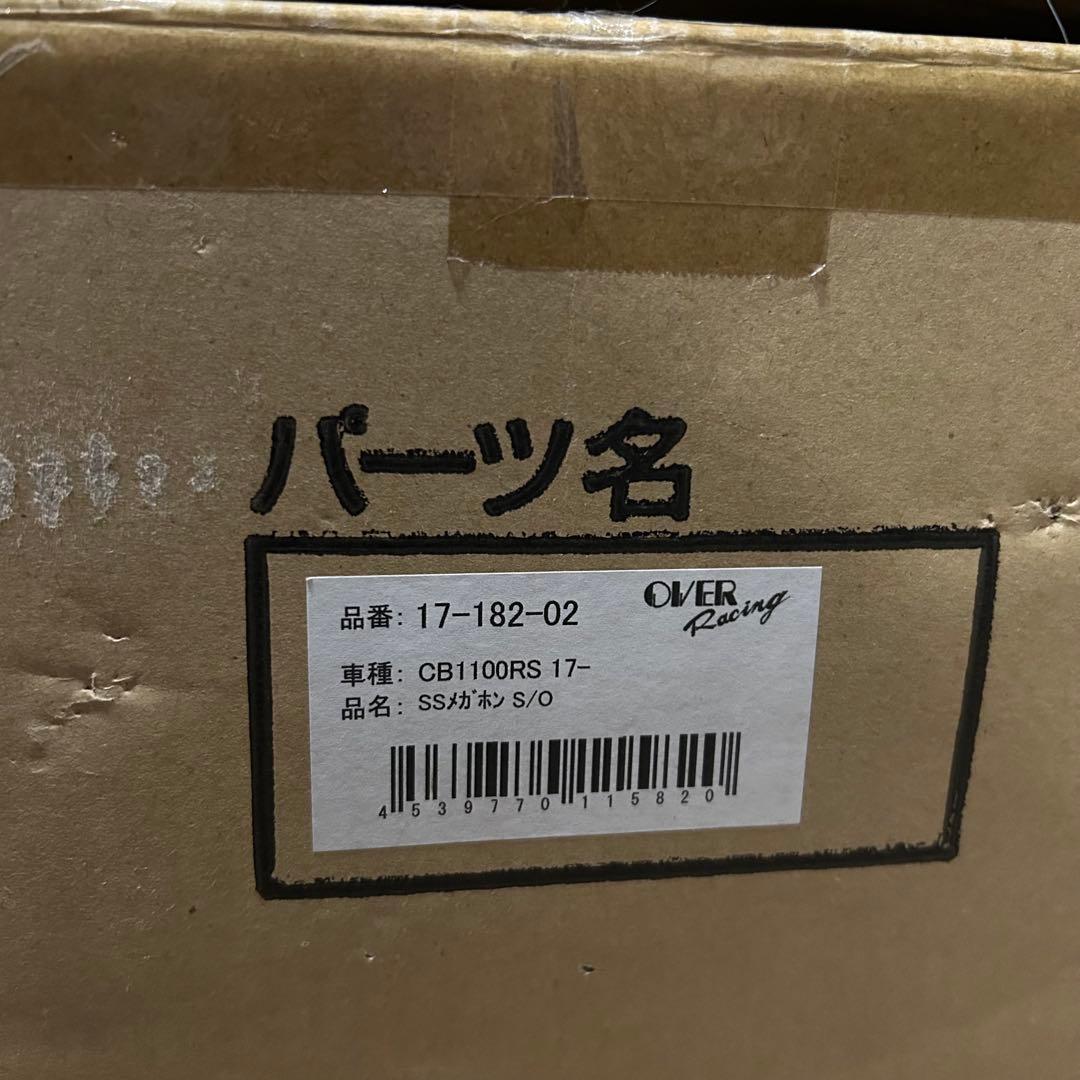 パーツ名
OVER
Racing
品番: 17-182-02
車種: CB1100RS 17-
品名: SSﾒｶﾞﾎﾝ S/O
4539770115820